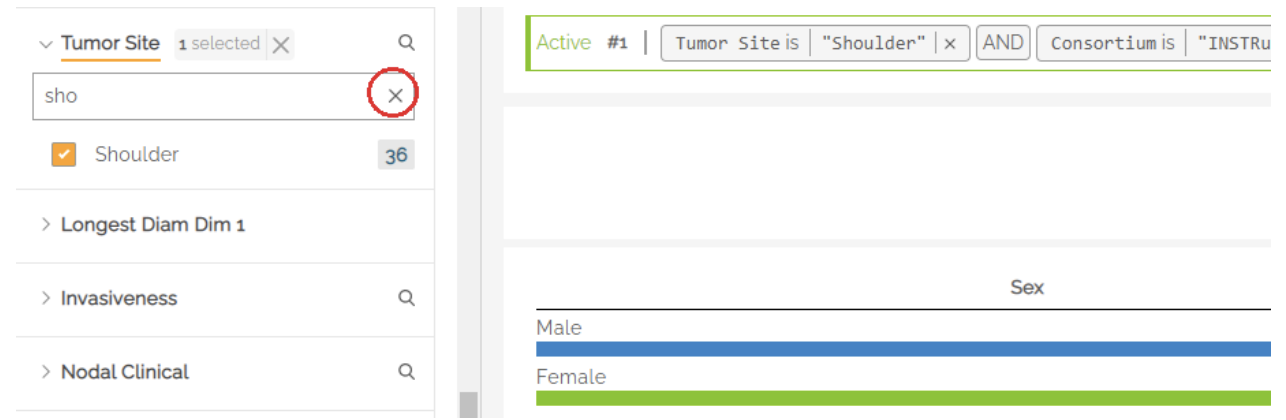 Tumor Site 1 selected
sho
Shoulder 36
Longest Diam Dim 1
Invasiveness
Nodal Clinical
Active #1 | Tumor Site is | "Shoulder" | × AND Consortium is | "INSTRu
Sex
Male
Female